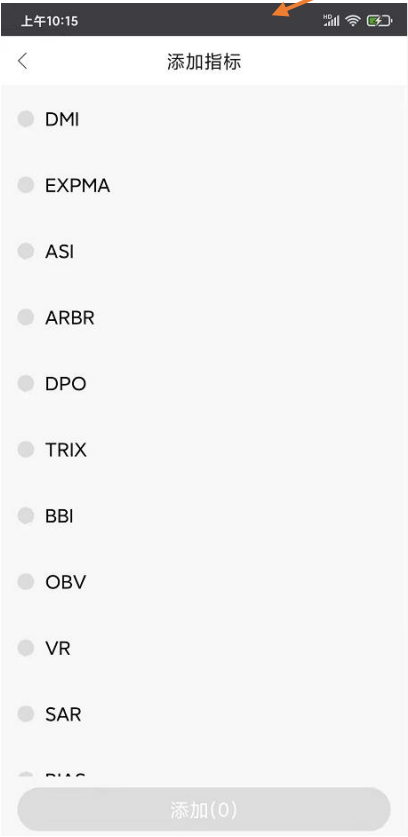 上午10:15
添加指标
DMI
EXPMA
ASI
ARBR
DPO
TRIX
BBI
OBV
VR
SAR
添加(0)